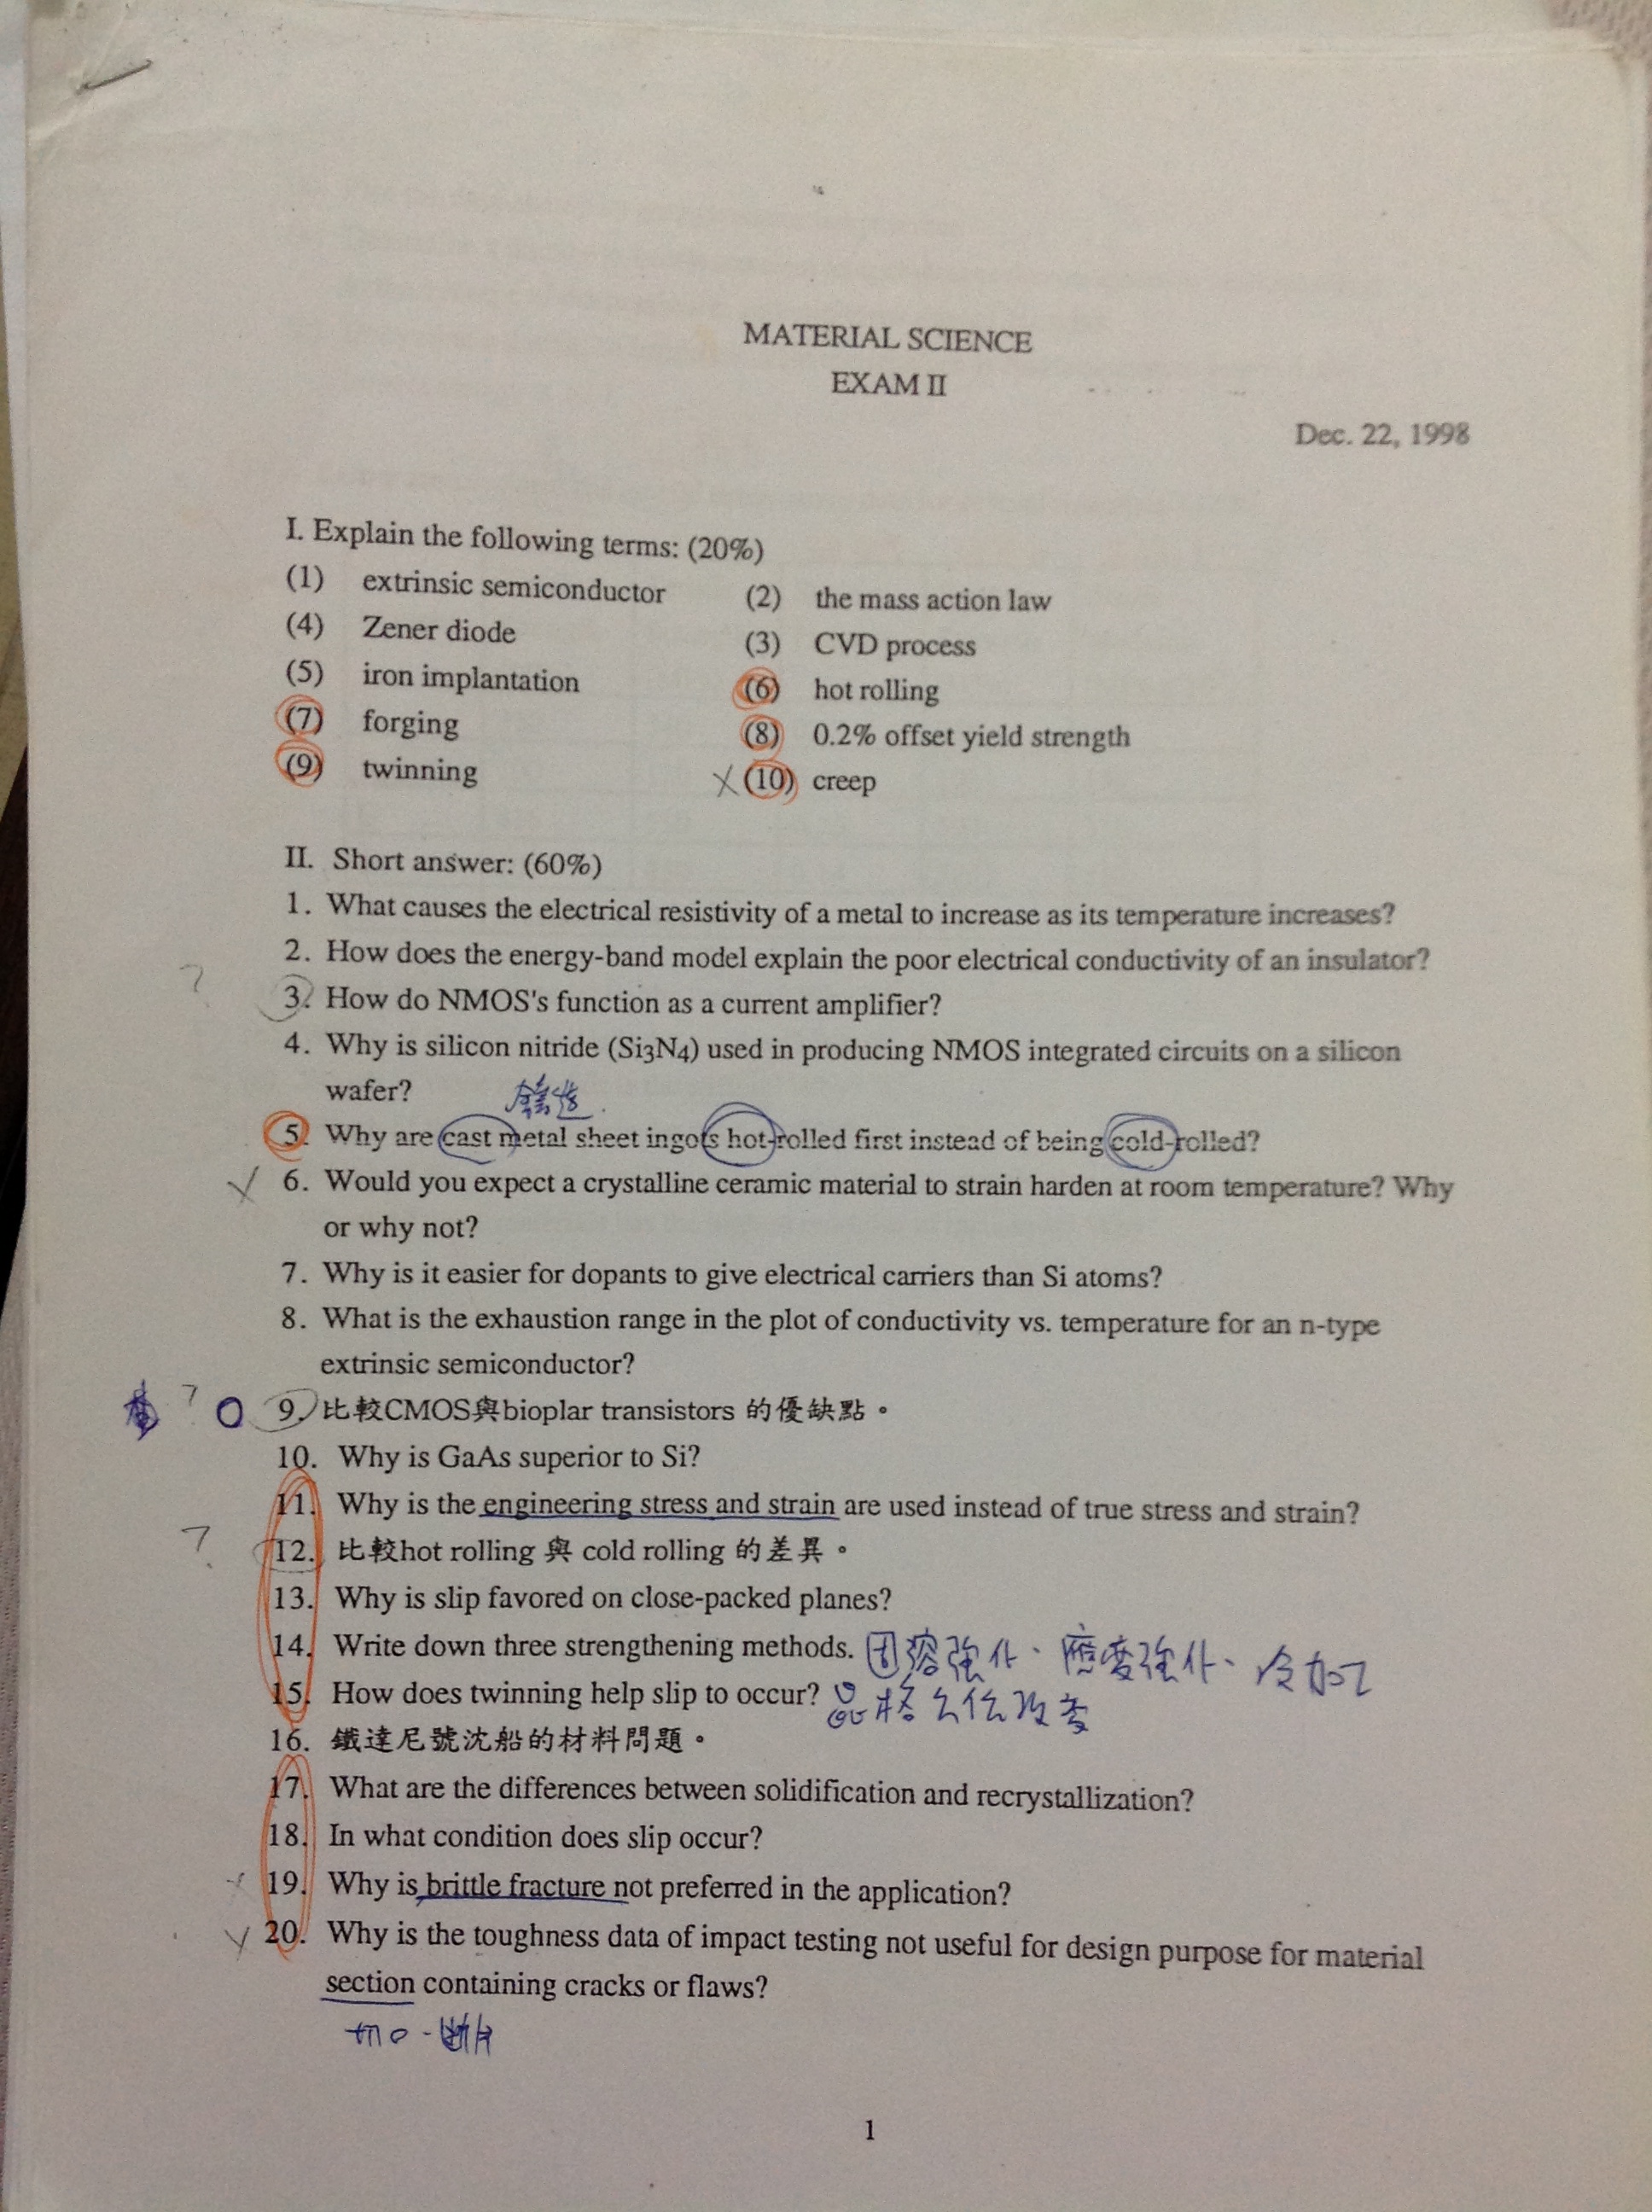 MATERIAL SCIENCE
EXAM II
Dec. 22, 1998
I. Explain the following terms: (20%)
(1) extrinsic semiconductor (2) the mass action law
(4) Zener diode (3) CVD process
(5) iron implantation (6) hot rolling
(7) forging (8) 0.2% offset yield strength
(9) twinning (10) creep
II. Short answer: (60%)
1. What causes the electrical resistivity of a metal to increase as its temperature increases?
2. How does the energy-band model explain the poor electrical conductivity of an insulator?
? 3. How do NMOS's function as a current amplifier?
4. Why is silicon nitride (Si3N4) used in producing NMOS integrated circuits on a silicon
wafer?
鑄造
5. Why are cast metal sheet ingots hot-rolled first instead of being cold-rolled?
6. Would you expect a crystalline ceramic material to strain harden at room temperature? Why
or why not?
7. Why is it easier for dopants to give electrical carriers than Si atoms?
8. What is the exhaustion range in the plot of conductivity vs. temperature for an n-type
extrinsic semiconductor?
? 9. 比較CMOS與bioplar transistors 的優缺點。
10. Why is GaAs superior to Si?
11. Why is the engineering stress and strain are used instead of true stress and strain?
? 12. 比較hot rolling 與 cold rolling 的差異。
13. Why is slip favored on close-packed planes?
14. Write down three strengthening methods. 固溶強化、應變強化、冷加工
15. How does twinning help slip to occur? 晶格方位改變
16. 鐵達尼號沈船的材料問題。
17. What are the differences between solidification and recrystallization?
18. In what condition does slip occur?
19. Why is brittle fracture not preferred in the application?
20. Why is the toughness data of impact testing not useful for design purpose for material
section containing cracks or flaws?
1